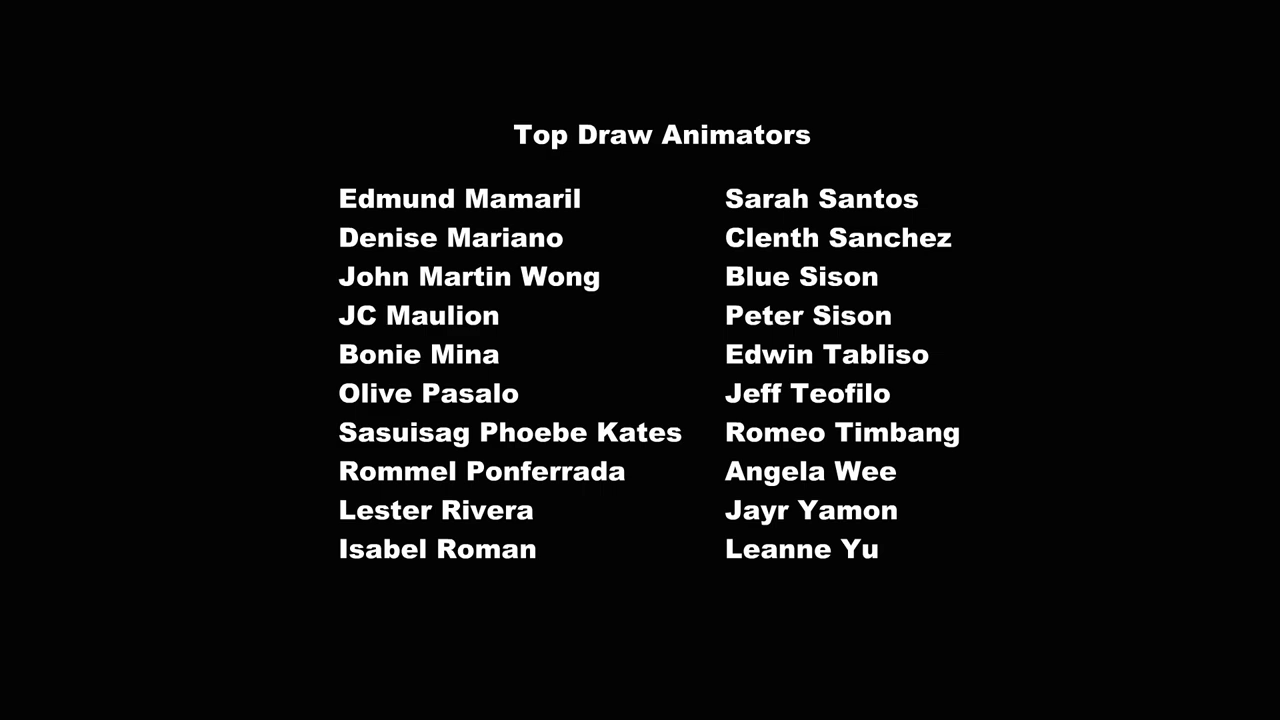 Top Draw Animators
Edmund Mamaril
Denise Mariano
John Martin Wong
JC Maulion
Bonie Mina
Olive Pasalo
Sasuisag Phoebe Kates
Rommel Ponferrada
Lester Rivera
Isabel Roman
Sarah Santos
Clenth Sanchez
Blue Sison
Peter Sison
Edwin Tabliso
Jeff Teofilo
Romeo Timbang
Angela Wee
Jayr Yamon
Leanne Yu